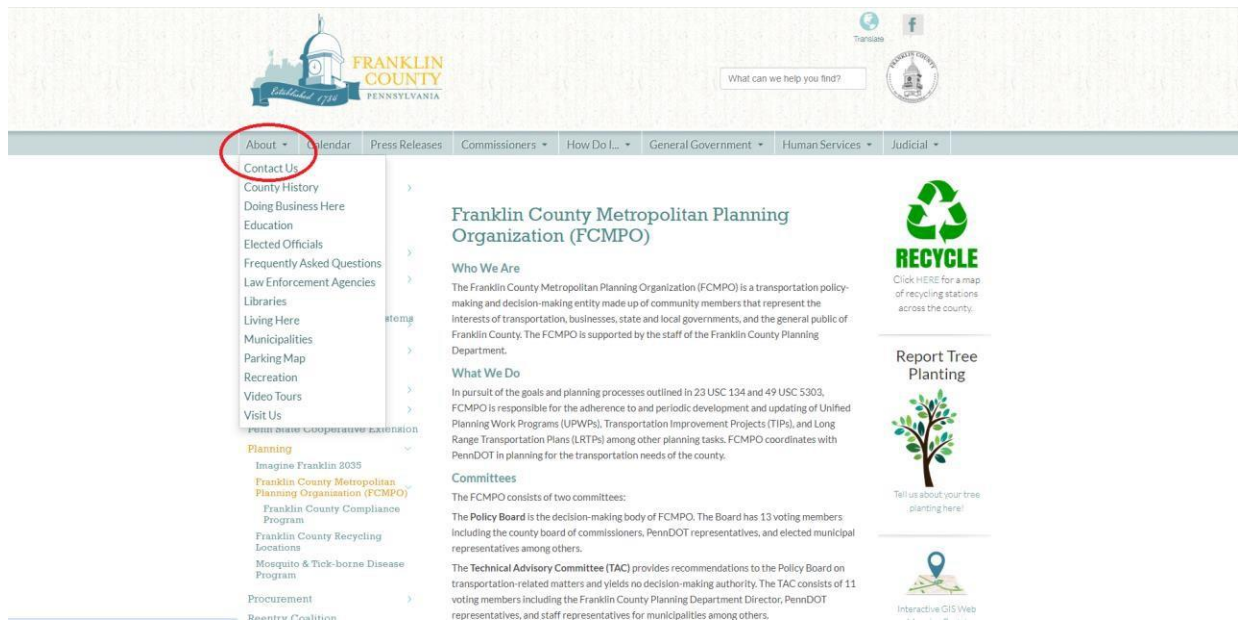 Translate
f
FRANKLIN
COUNTY
PENNSYLVANIA
Established 1784
What can we help you find?
FRANKLIN COUNTY
About Calendar Press Releases Commissioners How Do I... General Government Human Services Judicial
Contact Us
County History
Doing Business Here
Education
Elected Officials
Frequently Asked Questions
Law Enforcement Agencies
Libraries
Living Here
Municipalities
Parking Map
Recreation
Video Tours
Visit Us
stems
Penn State Cooperative Extension
Planning
Imagine Franklin 2035
Franklin County Metropolitan
Planning Organization (FCMPO)
Franklin County Compliance
Program
Franklin County Recycling
Locations
Mosquito & Tick-borne Disease
Program
Procurement
Reentry Coalition
Franklin County Metropolitan Planning
Organization (FCMPO)
Who We Are
The Franklin County Metropolitan Planning Organization (FCMPO) is a transportation policy-
making and decision-making entity made up of community members that represent the
interests of transportation, businesses, state and local governments, and the general public of
Franklin County. The FCMPO is supported by the staff of the Franklin County Planning
Department.
What We Do
In pursuit of the goals and planning processes outlined in 23 USC 134 and 49 USC 5303,
FCMPO is responsible for the adherence to and periodic development and updating of Unified
Planning Work Programs (UPWPs), Transportation Improvement Projects (TIPs), and Long
Range Transportation Plans (LRTPs) among other planning tasks. FCMPO coordinates with
PennDOT in planning for the transportation needs of the county.
Committees
The FCMPO consists of two committees:
The Policy Board is the decision-making body of FCMPO. The Board has 13 voting members
including the county board of commissioners, PennDOT representatives, and elected municipal
representatives among others.
The Technical Advisory Committee (TAC) provides recommendations to the Policy Board on
transportation-related matters and yields no decision-making authority. The TAC consists of 11
voting members including the Franklin County Planning Department Director, PennDOT
representatives, and staff representatives for municipalities among others.
RECYCLE
Click HERE for a map
of recycling stations
across the county.
Report Tree
Planting
Tell us about your tree
planting here!
Interactive GIS Web